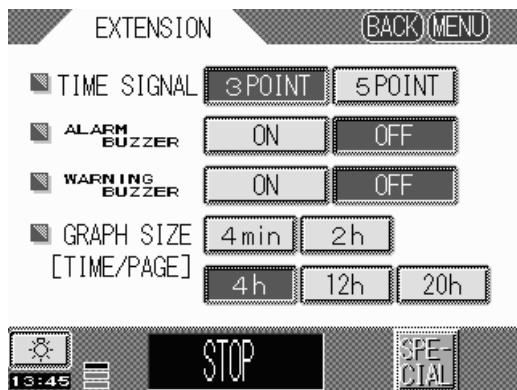 EXTENSION (BACK)(MENU)
TIME SIGNAL 3POINT 5POINT
ALARM BUZZER ON OFF
WARNING BUZZER ON OFF
GRAPH SIZE 4min 2h
[TIME/PAGE] 4h 12h 20h
13:45 STOP SPE-
CIAL